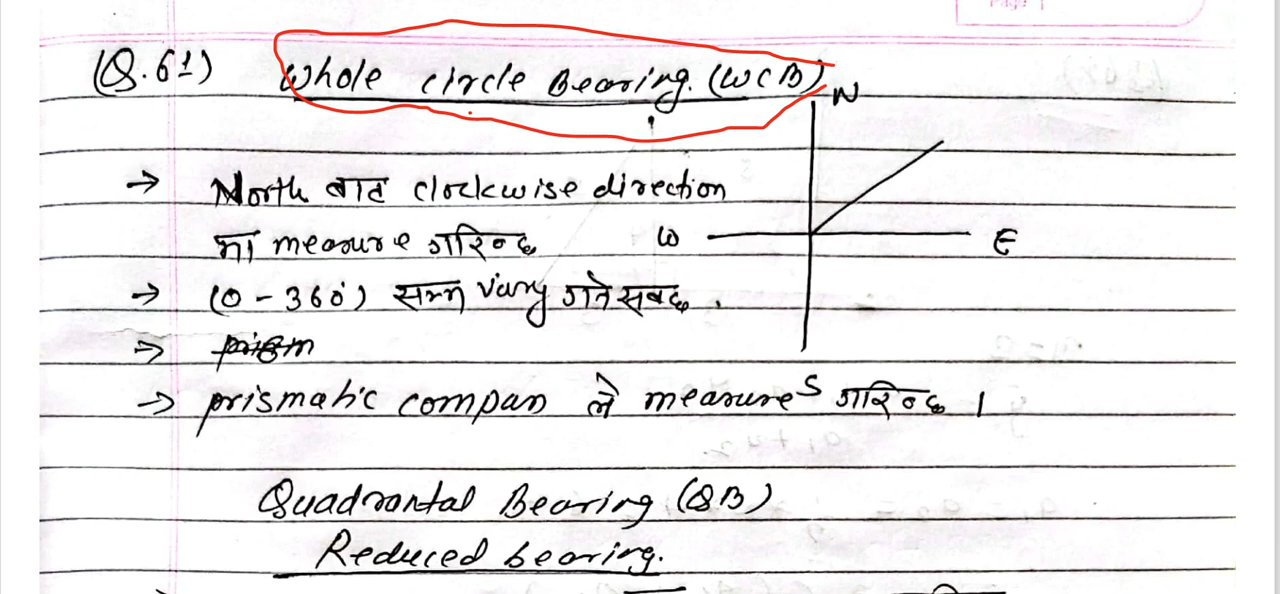 (Q.61) Whole circle Bearing. (WCB)
N
→ North बाट clockwise direction
मा measure गरिन्छ
W E
→ (0 - 360°) सम्म vary गर्न सक्छ .
→ prism
→ prismatic compass ले measure गरिन्छ ।
S
Quadrantal Bearing (QB)
Reduced bearing.